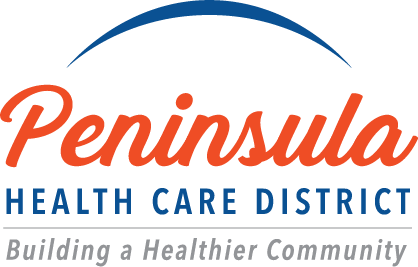 Peninsula
HEALTH CARE DISTRICT
Building a Healthier Community